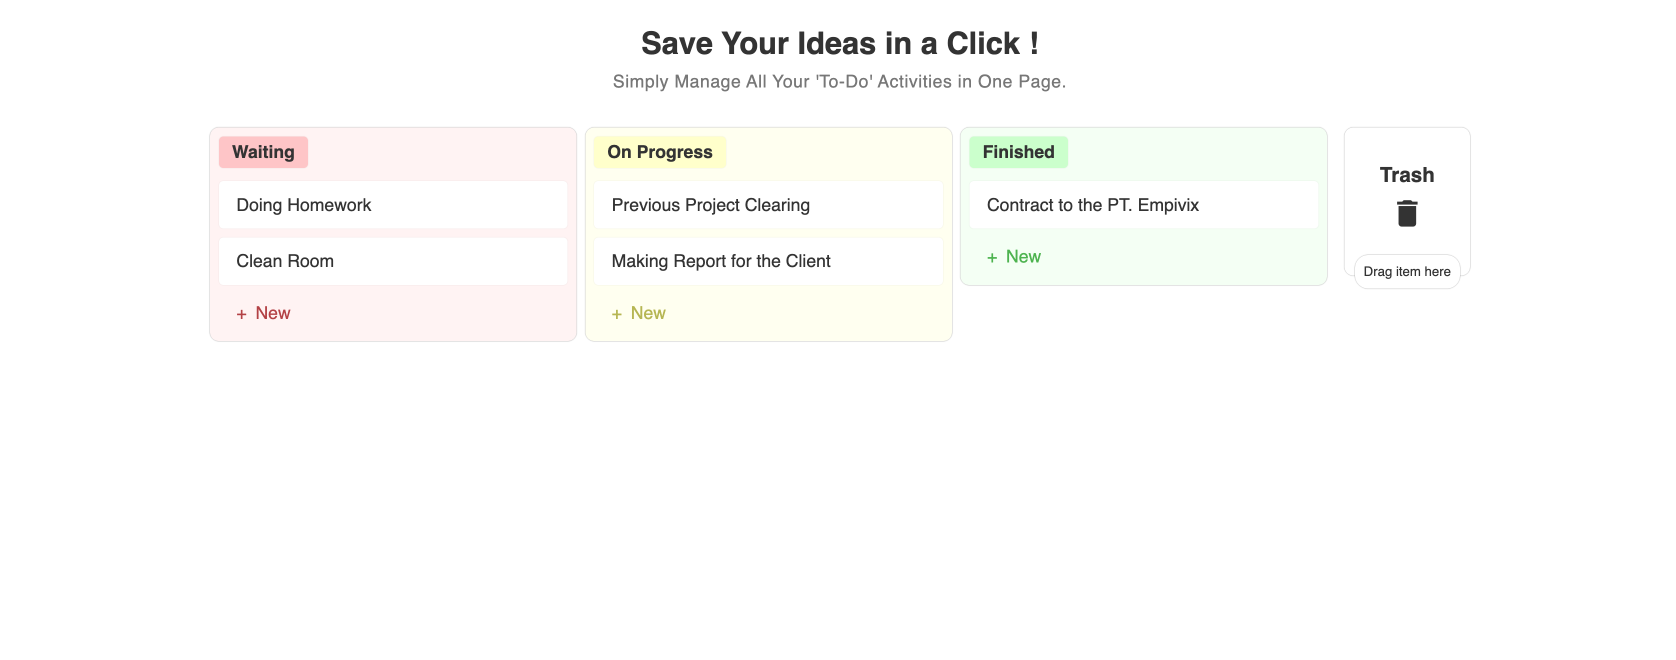 Save Your Ideas in a Click !
Simply Manage All Your 'To-Do' Activities in One Page.
Waiting
Doing Homework
Clean Room
+ New
On Progress
Previous Project Clearing
Making Report for the Client
+ New
Finished
Contract to the PT. Empivix
+ New
Trash
Drag item here